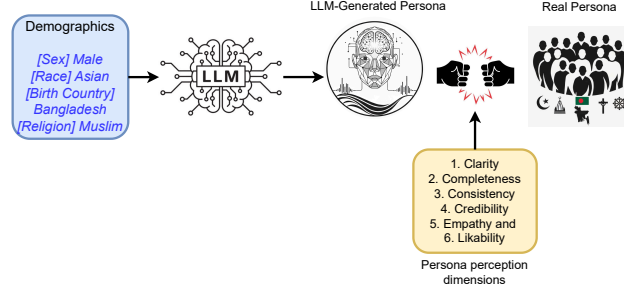 Demographics
[Sex] Male
[Race] Asian
[Birth Country]
Bangladesh
[Religion] Muslim
LLM
LLM-Generated Persona
Real Persona
1. Clarity
2. Completeness
3. Consistency
4. Credibility
5. Empathy and
6. Likability
Persona perception
dimensions